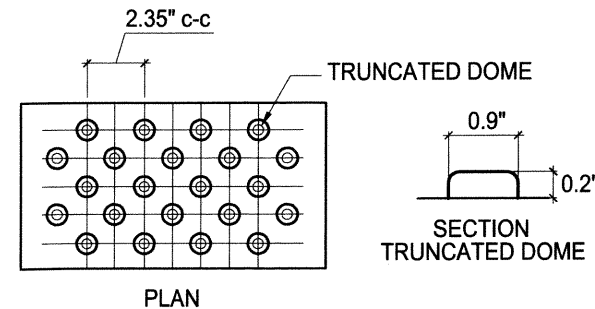 2.35" c-c
TRUNCATED DOME
0.9"
0.2'
SECTION
TRUNCATED DOME
PLAN